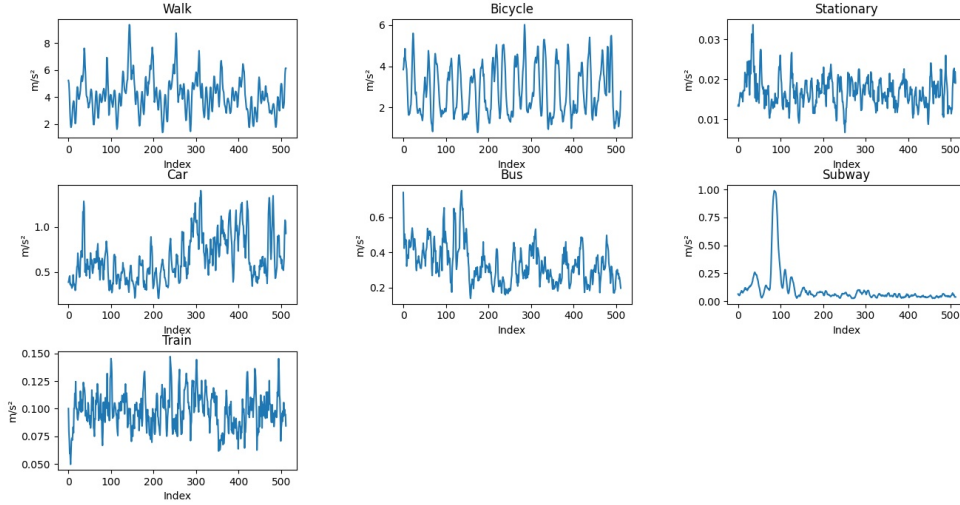 Walk
m/s²
8
6
4
2
0 100 200 300 400 500
Index
Bicycle
m/s²
6
4
2
0 100 200 300 400 500
Index
Stationary
m/s²
0.03
0.02
0.01
0 100 200 300 400 500
Index
Car
m/s²
1.0
0.5
0 100 200 300 400 500
Index
Bus
m/s²
0.6
0.4
0.2
0 100 200 300 400 500
Index
Subway
m/s²
1.00
0.75
0.50
0.25
0.00
0 100 200 300 400 500
Index
Train
m/s²
0.150
0.125
0.100
0.075
0.050
0 100 200 300 400 500
Index